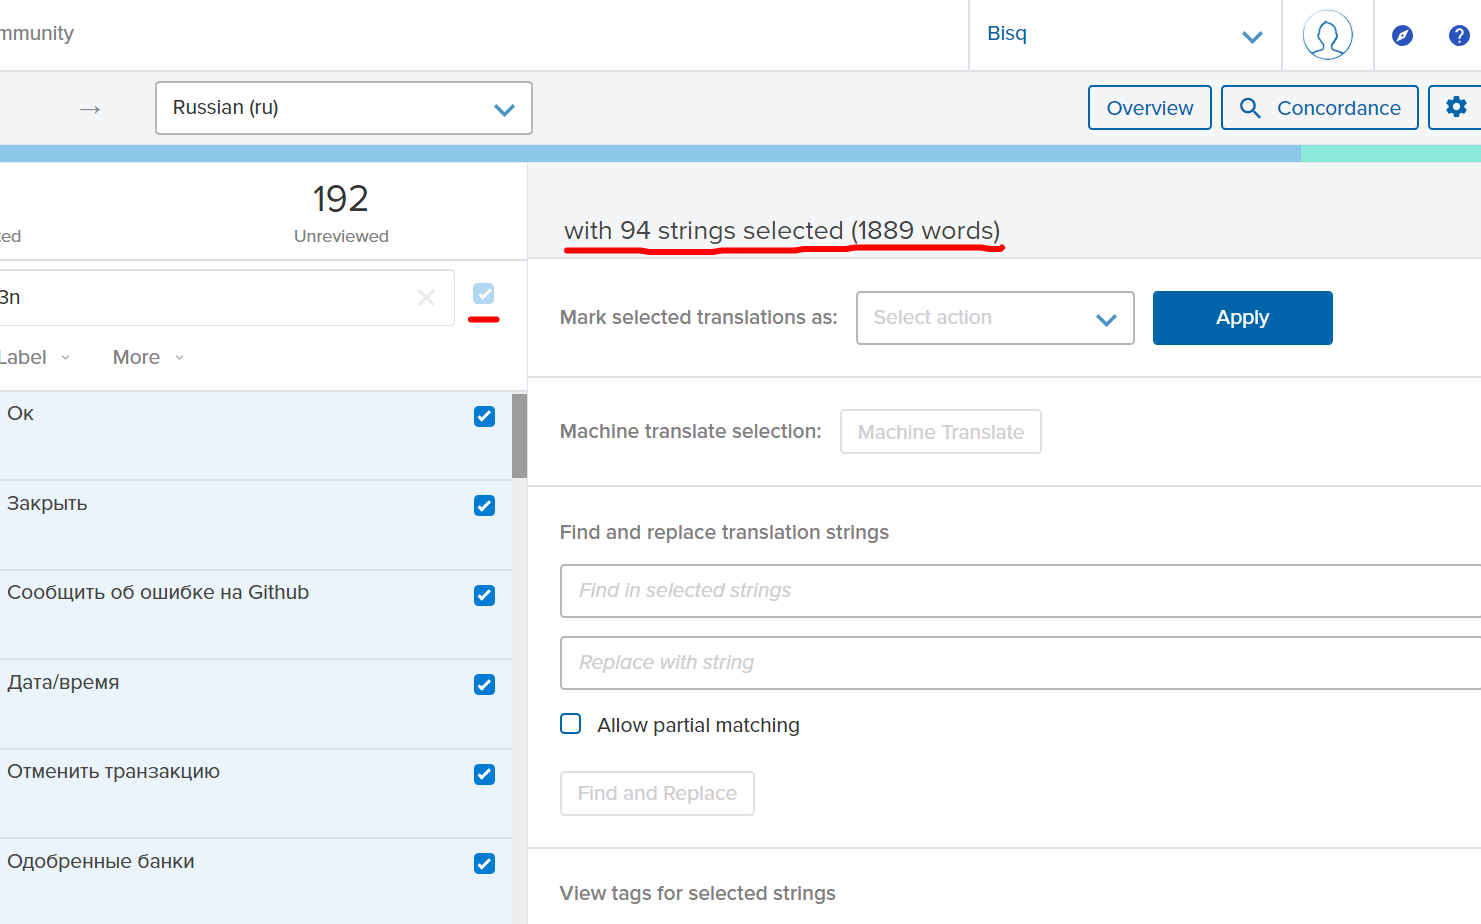 mmunity
Bisq
→
Russian (ru)
Overview
Concordance
192
Unreviewed
with 94 strings selected (1889 words)
3n
Label
More
Mark selected translations as:
Select action
Apply
Ок
Machine translate selection:
Machine Translate
Закрыть
Find and replace translation strings
Сообщить об ошибке на Github
Find in selected strings
Replace with string
Дата/время
Allow partial matching
Отменить транзакцию
Find and Replace
Одобренные банки
View tags for selected strings